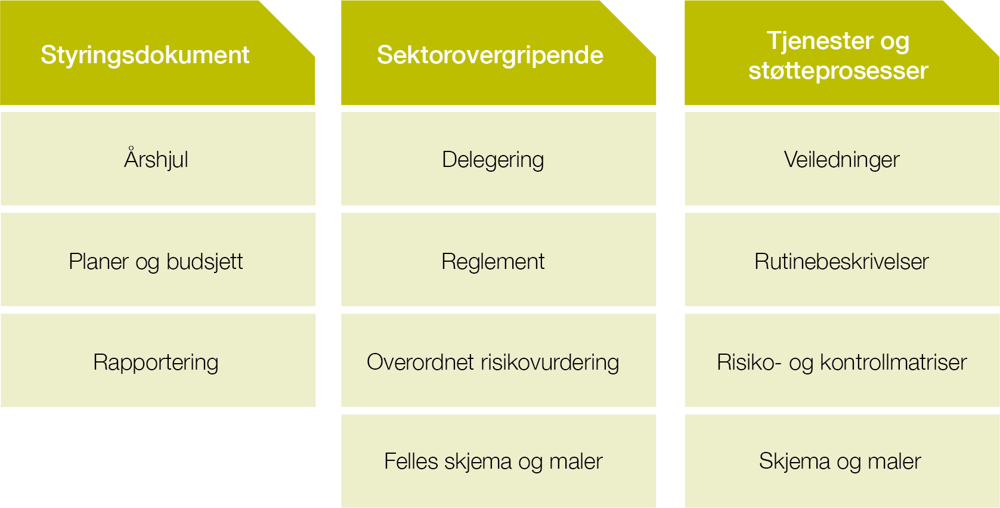 Styringsdokument
Årshjul
Planer og budsjett
Rapportering
Sektorovergripende
Delegering
Reglement
Overordnet risikovurdering
Felles skjema og maler
Tjenester og
støtteprosesser
Veiledninger
Rutinebeskrivelser
Risiko- og kontrollmatriser
Skjema og maler